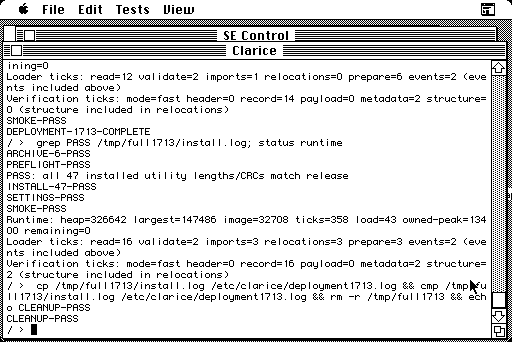 File Edit Tests View
SE Control
Clarice
ining=0
Loader ticks: read=12 validate=2 imports=1 relocations=0 prepare=6 events=2 (eve
nts included above)
Verification ticks: mode=fast header=0 record=14 payload=0 metadata=2 structure=
0 (structure included in relocations)
SMOKE-PASS
DEPLOYMENT-1713-COMPLETE
/ >  grep PASS /tmp/full1713/install.log; status runtime
ARCHIVE-6-PASS
PREFLIGHT-PASS
PASS: all 47 installed utility lengths/CRCs match release
INSTALL-47-PASS
SETTINGS-PASS
SMOKE-PASS
Runtime: heap=326642 largest=147486 image=32708 ticks=358 load=43 owned-peak=134
00 remaining=0
Loader ticks: read=16 validate=2 imports=3 relocations=3 prepare=3 events=2 (eve
nts included above)
Verification ticks: mode=fast header=0 record=16 payload=0 metadata=2 structure=
2 (structure included in relocations)
/ >  cp /tmp/full1713/install.log /etc/clarice/deployment1713.log && cmp /tmp/fu
ll1713/install.log /etc/clarice/deployment1713.log && rm -r /tmp/full1713 && ech
o CLEANUP-PASS
CLEANUP-PASS
/ >